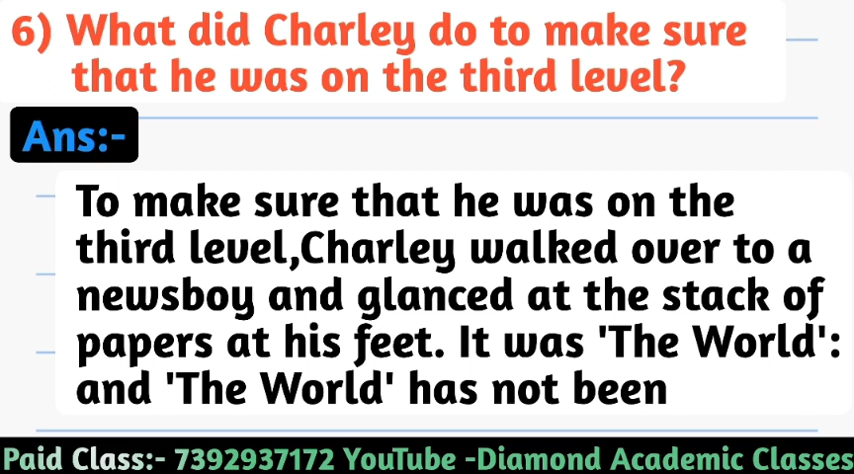 6) What did Charley do to make sure
that he was on the third level?
Ans:-
To make sure that he was on the
third level,Charley walked over to a
newsboy and glanced at the stack of
papers at his feet. It was 'The World':
and 'The World' has not been
Paid Class:- 7392937172 YouTube -Diamond Academic Classes